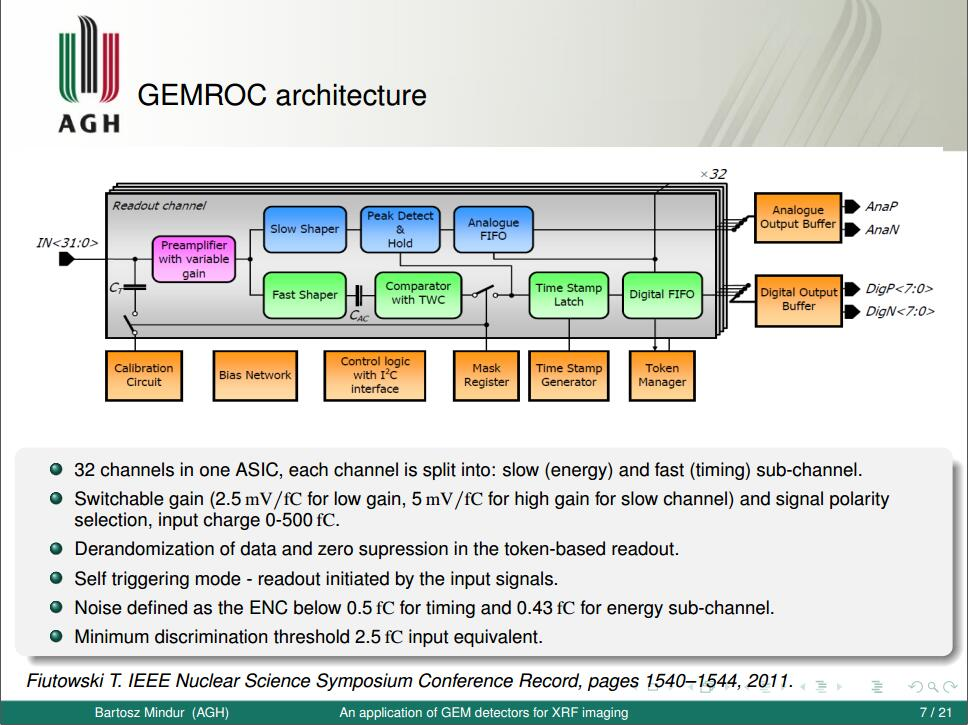 AGH
GEMROC architecture
×32
Readout channel
IN<31:0>
Preamplifier
with variable
gain
Slow Shaper
Peak Detect
&
Hold
Analogue
FIFO
Analogue
Output Buffer
AnaP
AnaN
C_T
Fast Shaper
C_AC
Comparator
with TWC
Time Stamp
Latch
Digital FIFO
Digital Output
Buffer
DigP<7:0>
DigN<7:0>
Calibration
Circuit
Bias Network
Control logic
with I²C
interface
Mask
Register
Time Stamp
Generator
Token
Manager
32 channels in one ASIC, each channel is split into: slow (energy) and fast (timing) sub-channel.
Switchable gain (2.5 mV/fC for low gain, 5 mV/fC for high gain for slow channel) and signal polarity
selection, input charge 0-500 fC.
Derandomization of data and zero supression in the token-based readout.
Self triggering mode - readout initiated by the input signals.
Noise defined as the ENC below 0.5 fC for timing and 0.43 fC for energy sub-channel.
Minimum discrimination threshold 2.5 fC input equivalent.
Fiutowski T. IEEE Nuclear Science Symposium Conference Record, pages 1540–1544, 2011.
Bartosz Mindur (AGH)
An application of GEM detectors for XRF imaging
7 / 21